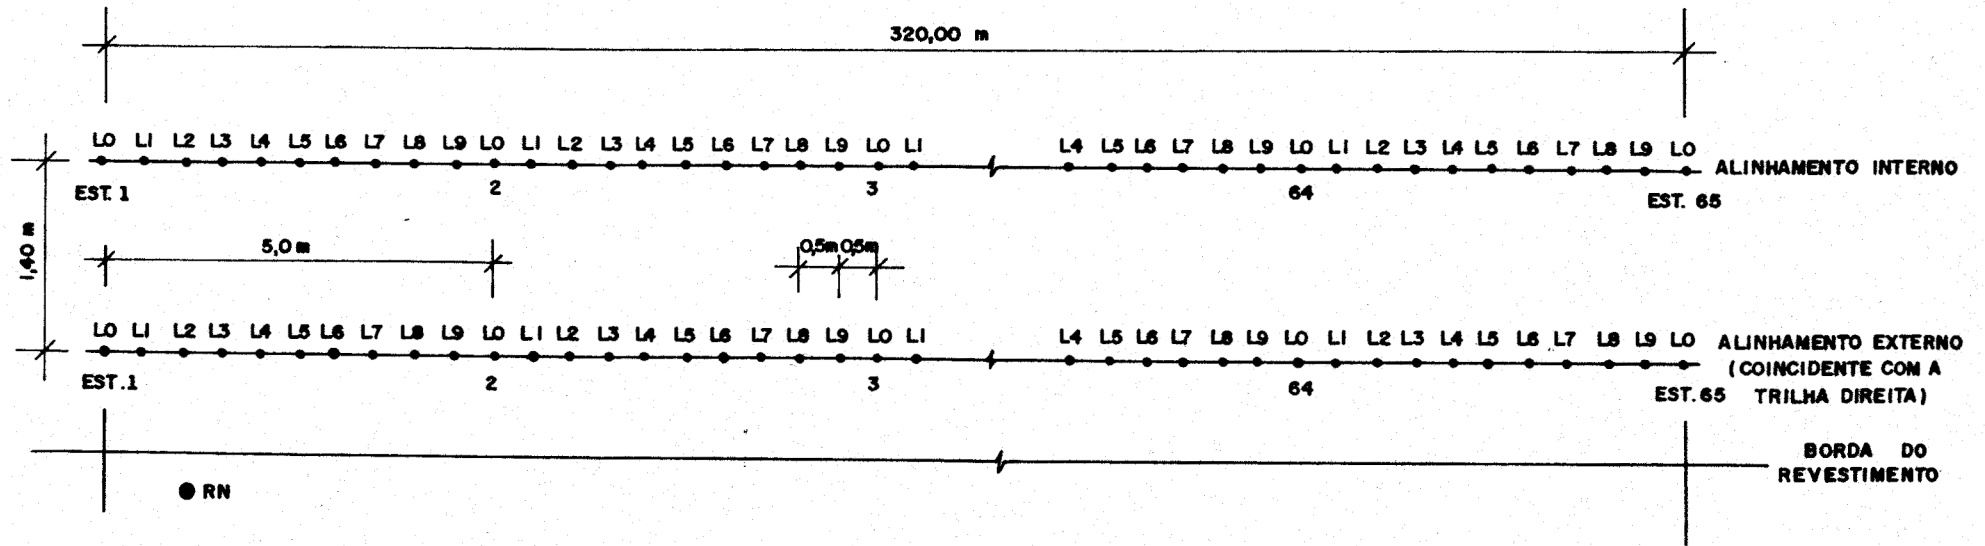 320,00 m
L0 L1 L2 L3 L4 L5 L6 L7 L8 L9 L0 L1 L2 L3 L4 L5 L6 L7 L8 L9 L0 L1 L4 L5 L6 L7 L8 L9 L0 L1 L2 L3 L4 L5 L6 L7 L8 L9 L0
ALINHAMENTO INTERNO
EST. 1 2 3 64 EST. 65
1,40 m
5,0 m 0,5m 0,5m
L0 L1 L2 L3 L4 L5 L6 L7 L8 L9 L0 L1 L2 L3 L4 L5 L6 L7 L8 L9 L0 L1 L4 L5 L6 L7 L8 L9 L0 L1 L2 L3 L4 L5 L6 L7 L8 L9 L0
ALINHAMENTO EXTERNO
(COINCIDENTE COM A
TRILHA DIREITA)
EST.1 2 3 64 EST.65
BORDA DO
REVESTIMENTO
RN